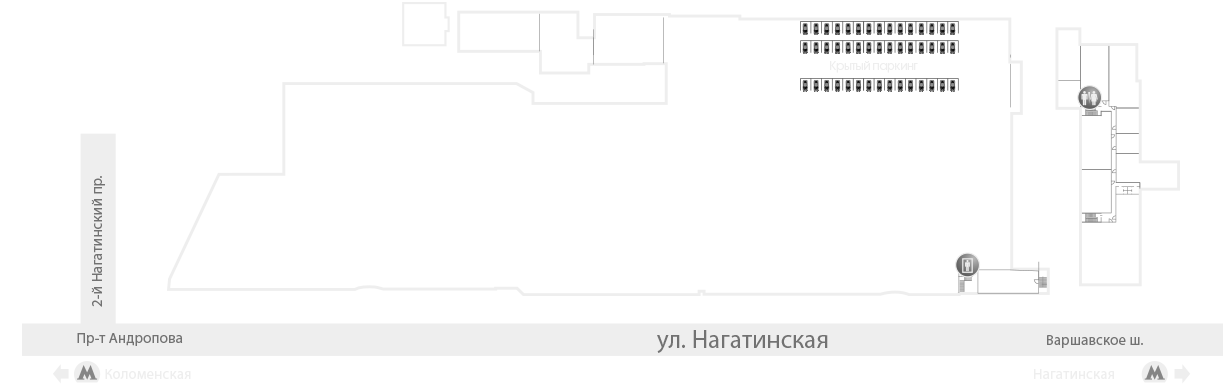 Крытый паркинг
2-й Нагатинский пр.
Пр-т Андропова
ул. Нагатинская
Варшавское ш.
Коломенская
Нагатинская